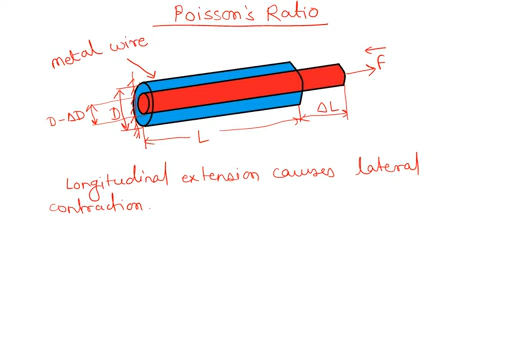 Poisson's Ratio
metal wire
F
D-ΔD
D
L
ΔL
Longitudinal extension causes lateral
contraction.